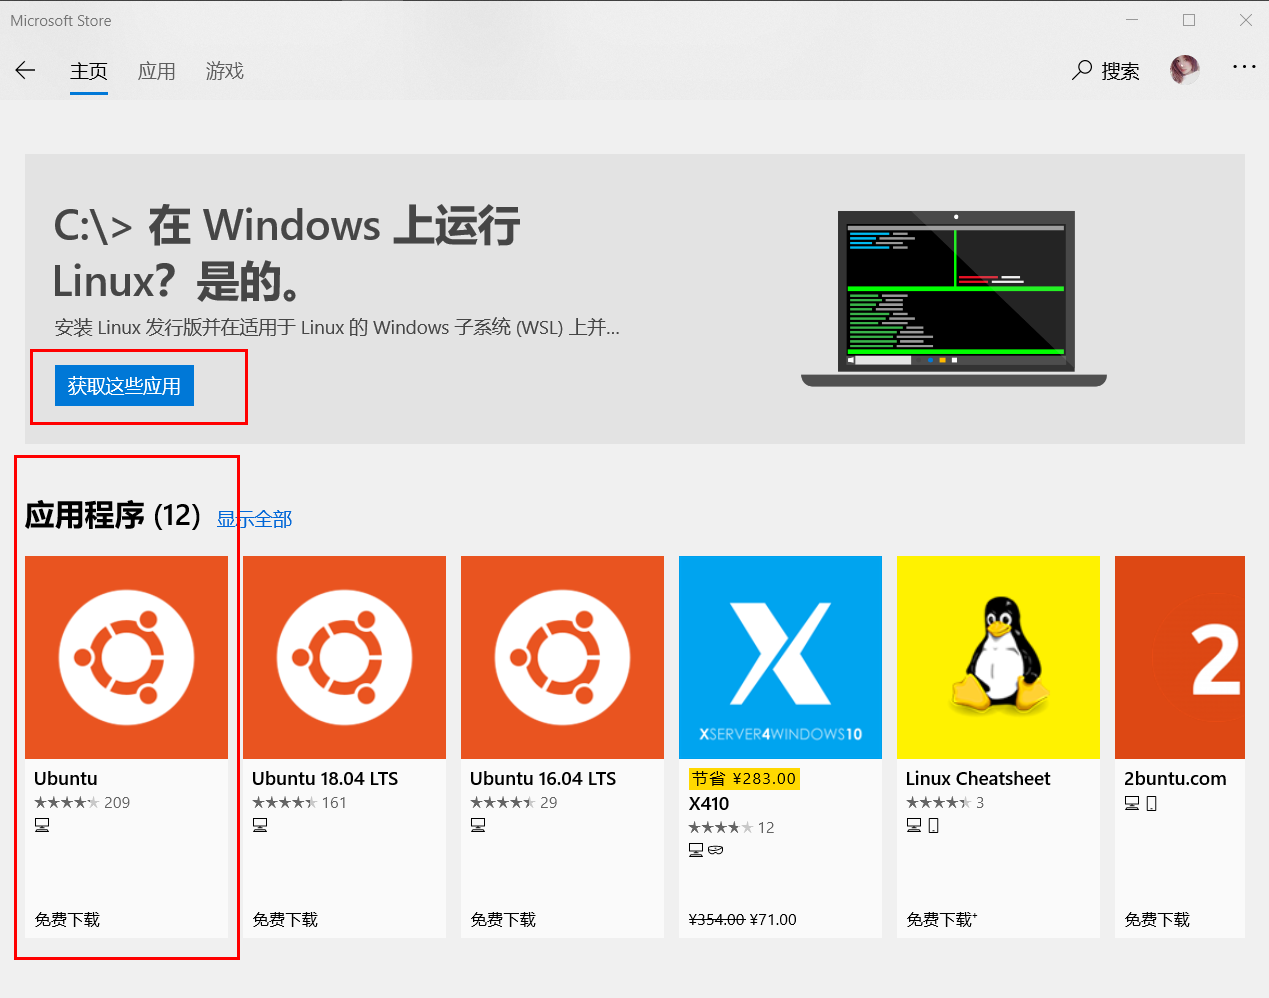 Microsoft Store
主页 应用 游戏 搜索
C:\> 在 Windows 上运行
Linux? 是的。
安装 Linux 发行版并在适用于 Linux 的 Windows 子系统 (WSL) 上并...
获取这些应用
应用程序 (12) 显示全部
XSERVER4WINDOWS10
2
Ubuntu
209
免费下载
Ubuntu 18.04 LTS
161
免费下载
Ubuntu 16.04 LTS
29
免费下载
节省 ¥283.00
X410
12
¥354.00 ¥71.00
Linux Cheatsheet
3
免费下载+
2buntu.com
免费下载